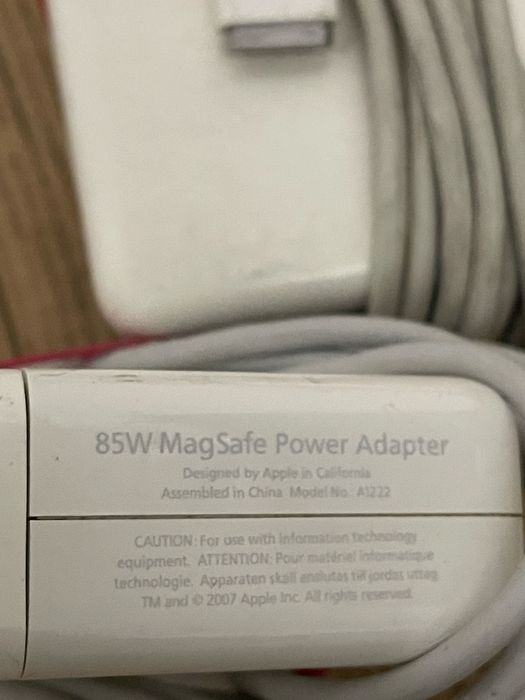 85W MagSafe Power Adapter
Designed by Apple in California
Assembled in China Model No. A1222
CAUTION: For use with Information technology
equipment. ATTENTION: Pour matériel informatique
technologie. Apparaten skall anslutas till jordat uttag.
TM and © 2007 Apple Inc. All rights reserved.